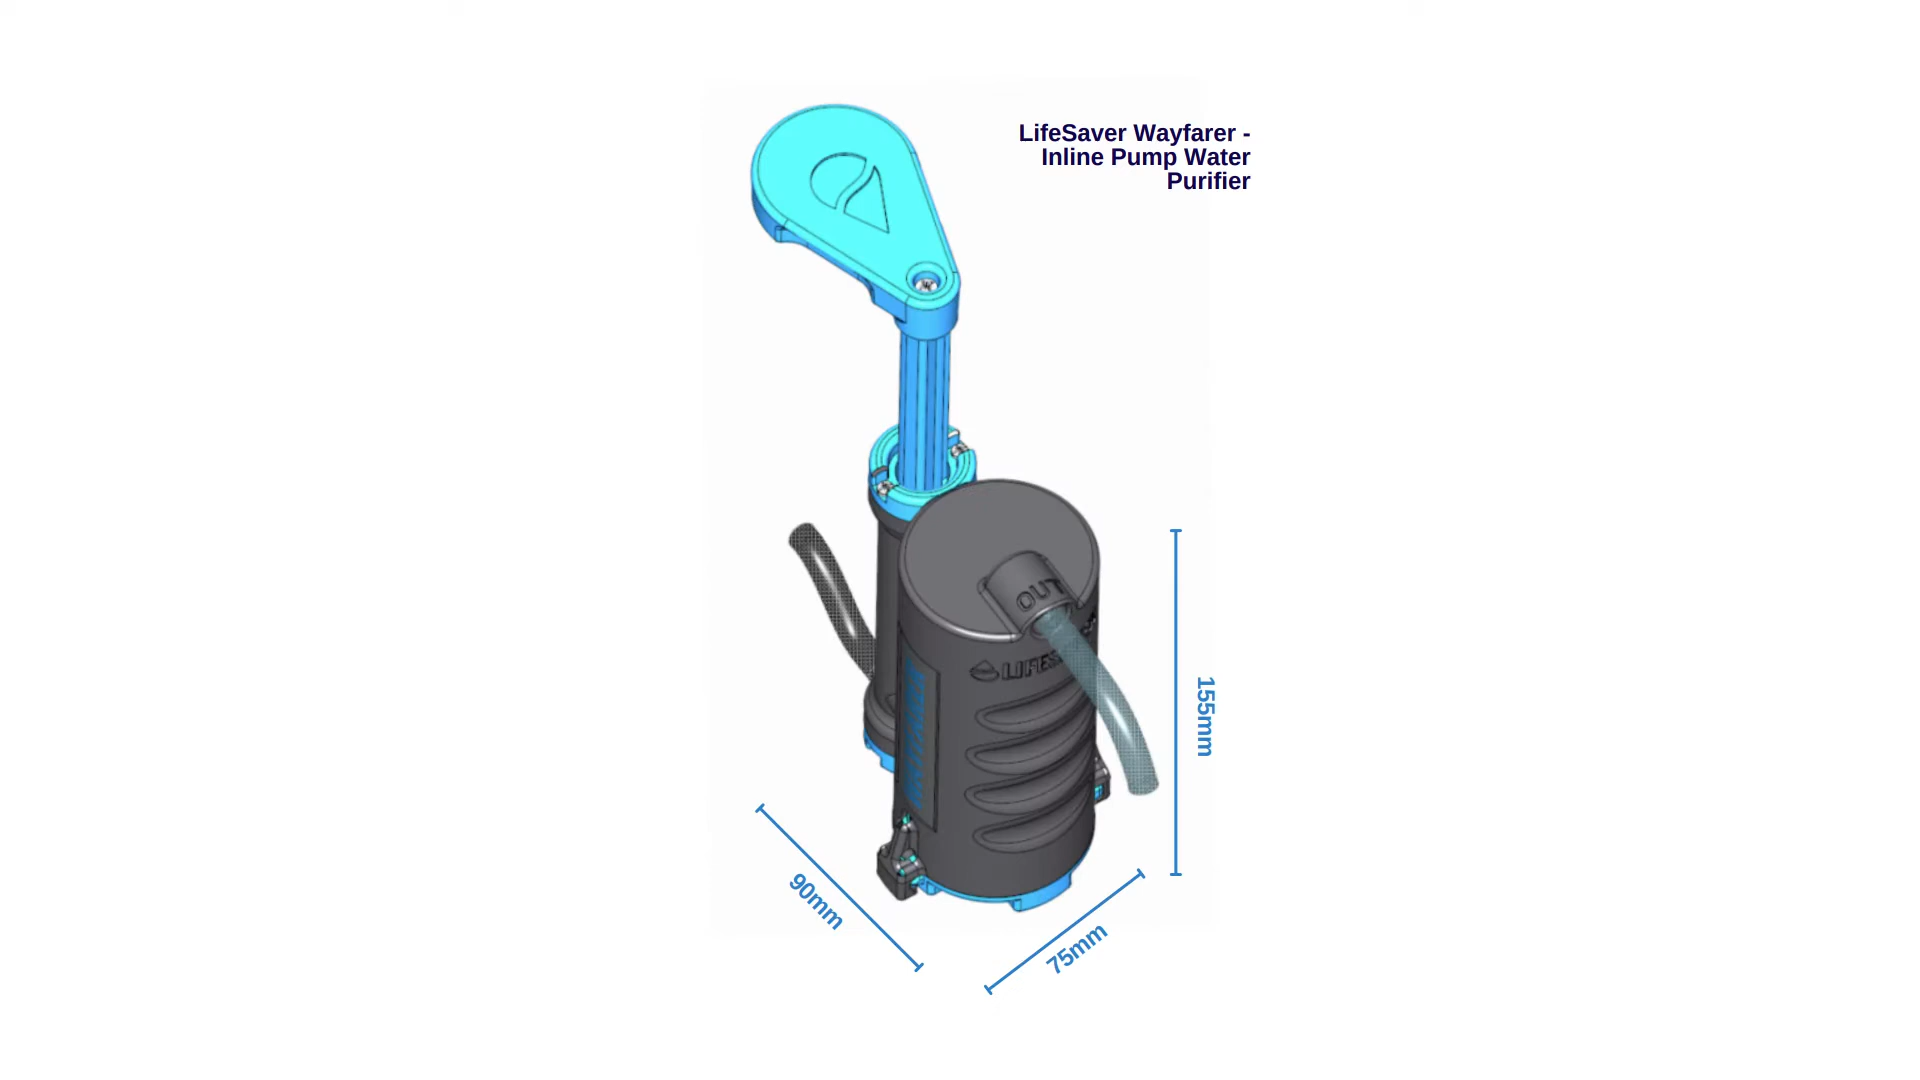 LifeSaver Wayfarer -
Inline Pump Water
Purifier
OUT
155mm
90mm
75mm